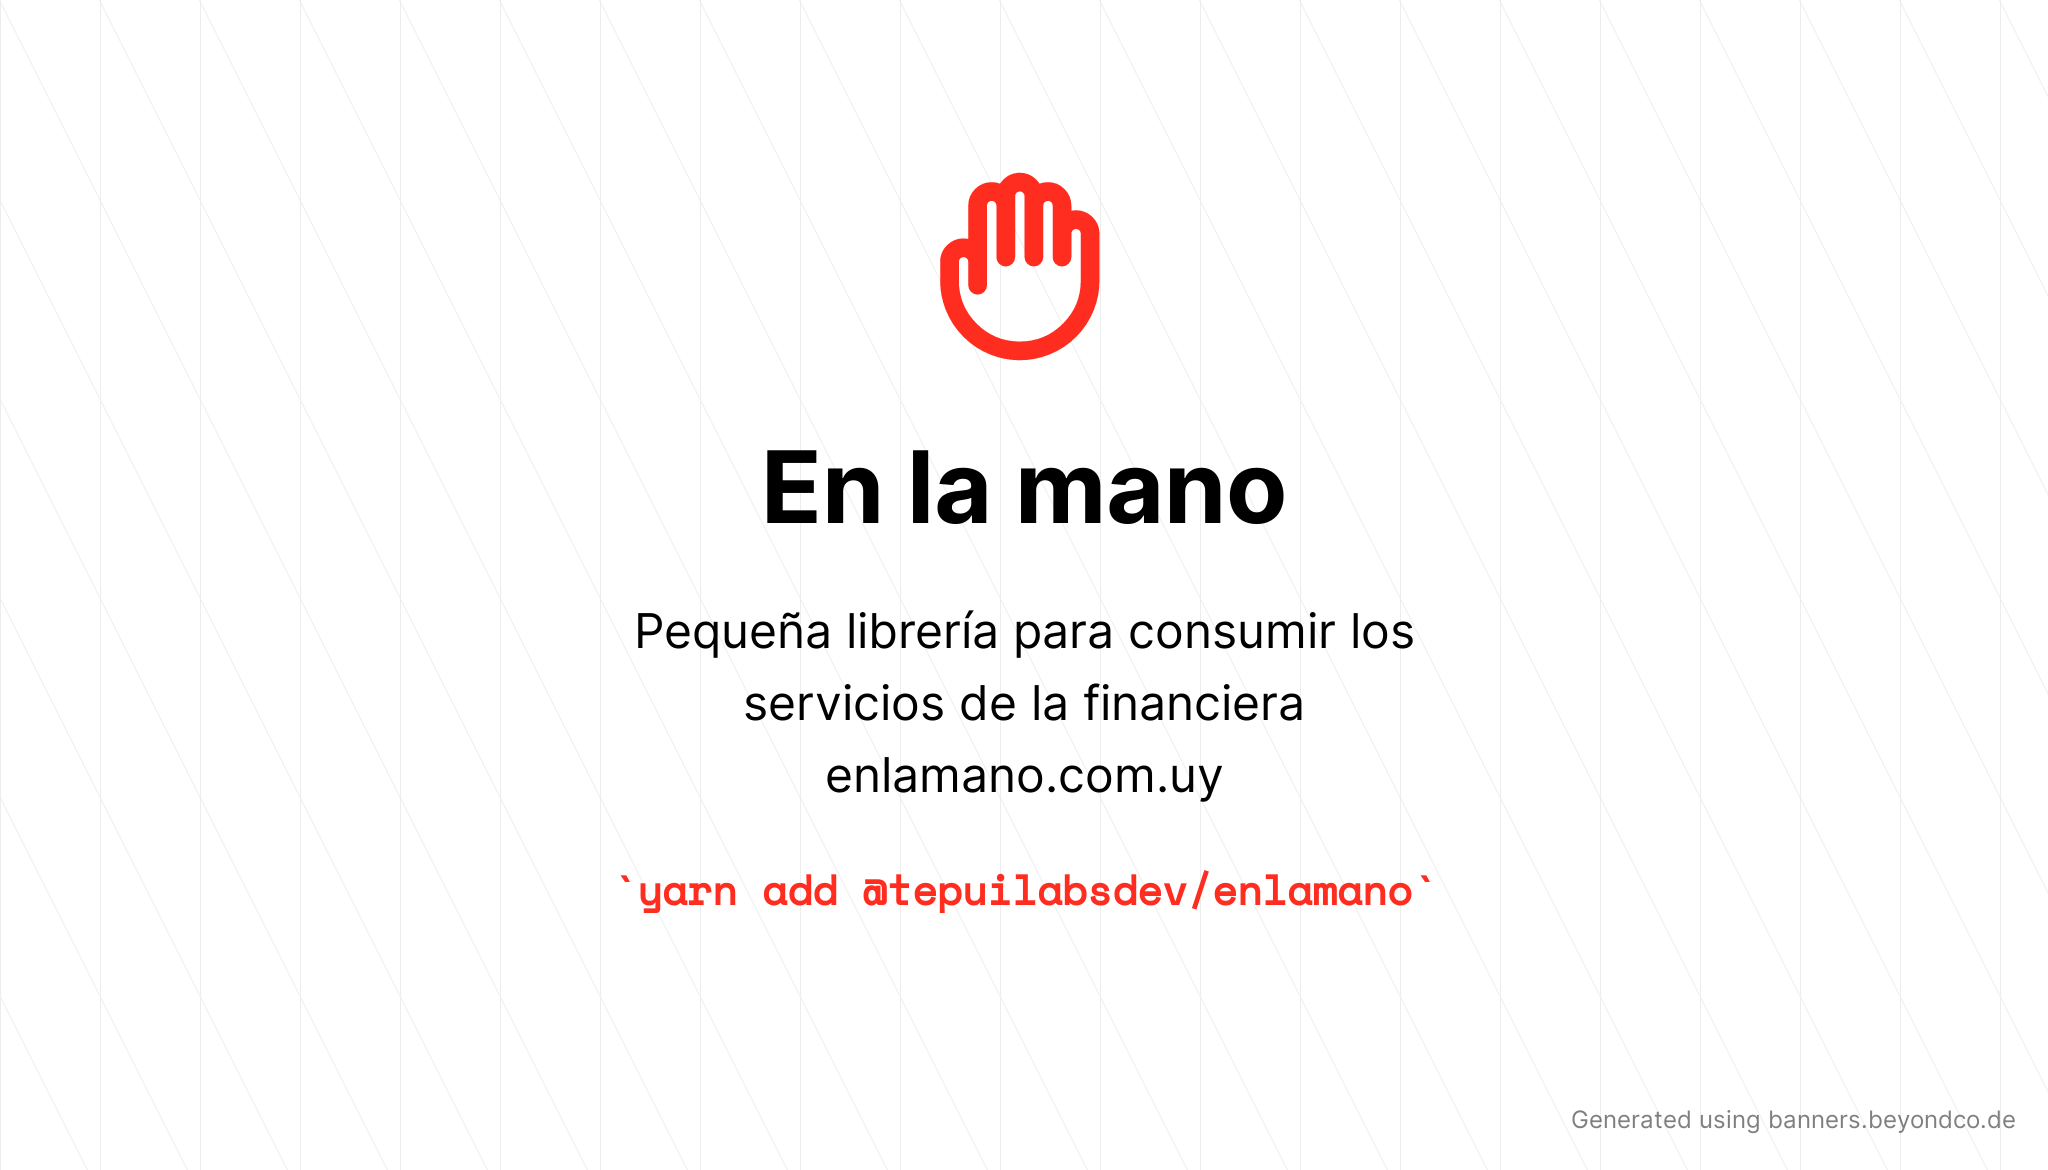 En la mano
Pequeña librería para consumir los
servicios de la financiera
enlamano.com.uy
`yarn add @tepuilabsdev/enlamano`
Generated using banners.beyondco.de